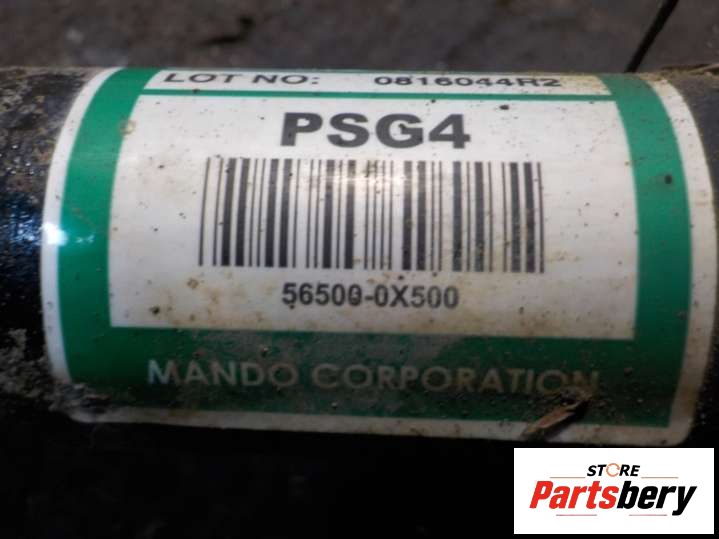 LOT NO: 0816044R2
PSG4
56500-0X500
MANDO CORPORATION
STORE
Partsbery